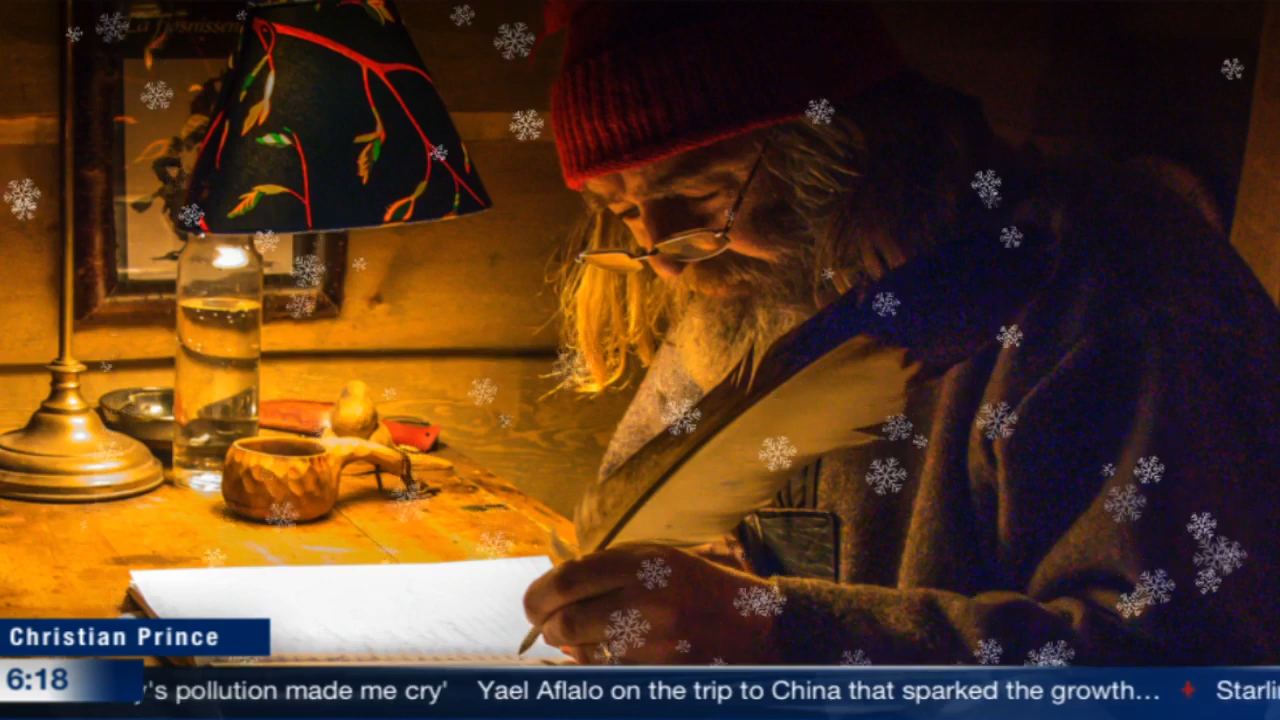 Christian Prince
6:18
y's pollution made me cry' Yael Aflalo on the trip to China that sparked the growth… Starli